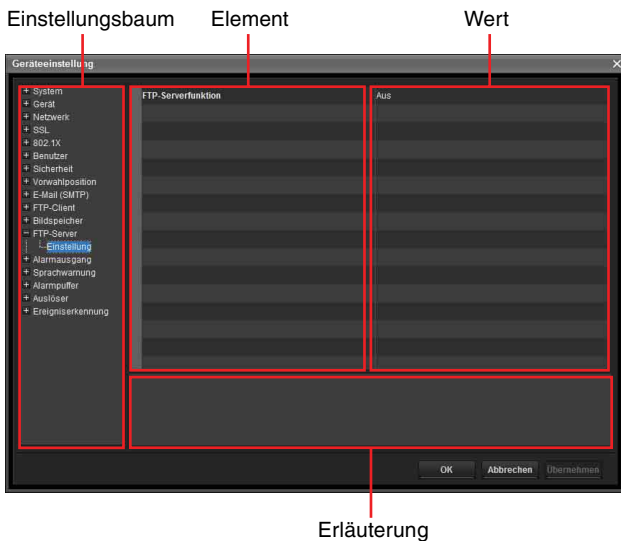 Einstellungsbaum Element Wert
Geräteeinstellung
System
Gerät
Netzwerk
SSL
802.1X
Benutzer
Sicherheit
Vorwahlposition
E-Mail (SMTP)
FTP-Client
Bildspeicher
FTP-Server
Einstellung
Alarmausgang
Sprachwarnung
Alarmpuffer
Auslöser
Ereigniserkennung
FTP-Serverfunktion Aus
OK Abbrechen Übernehmen
Erläuterung